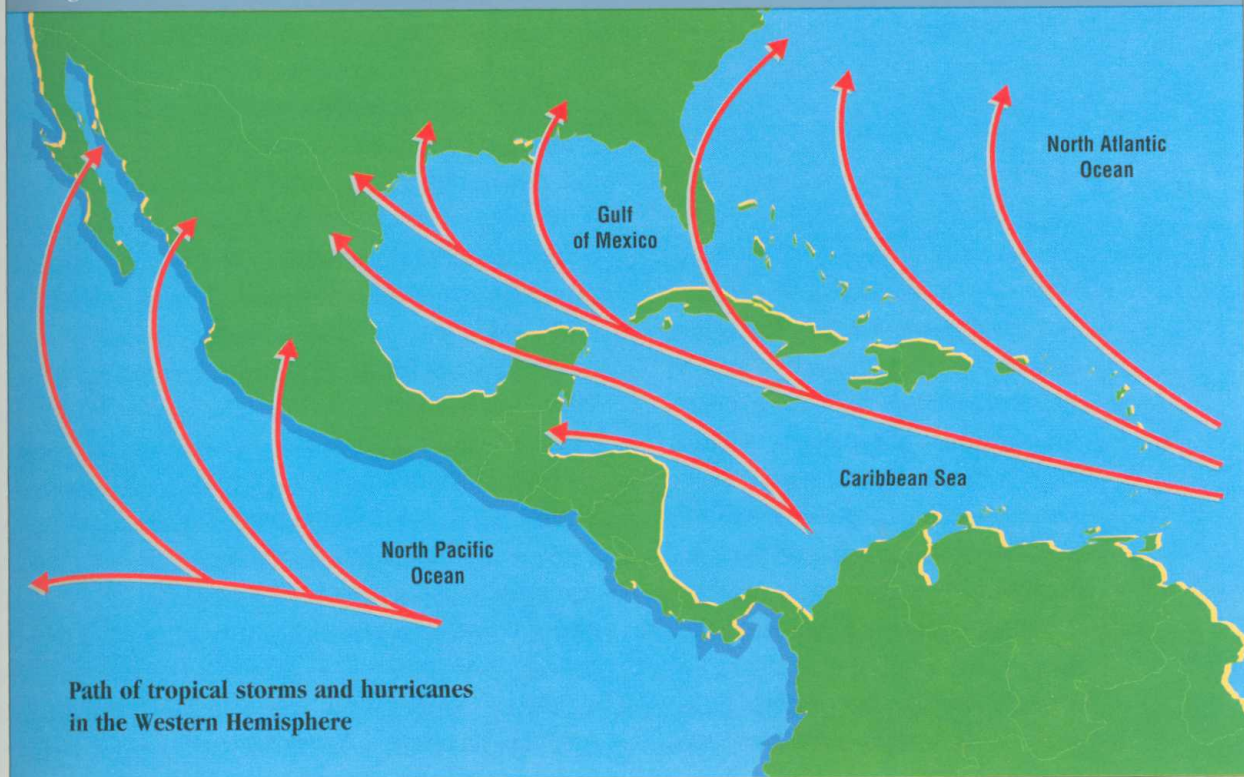 North Atlantic
Ocean
Gulf
of Mexico
Caribbean Sea
North Pacific
Ocean
Path of tropical storms and hurricanes
in the Western Hemisphere